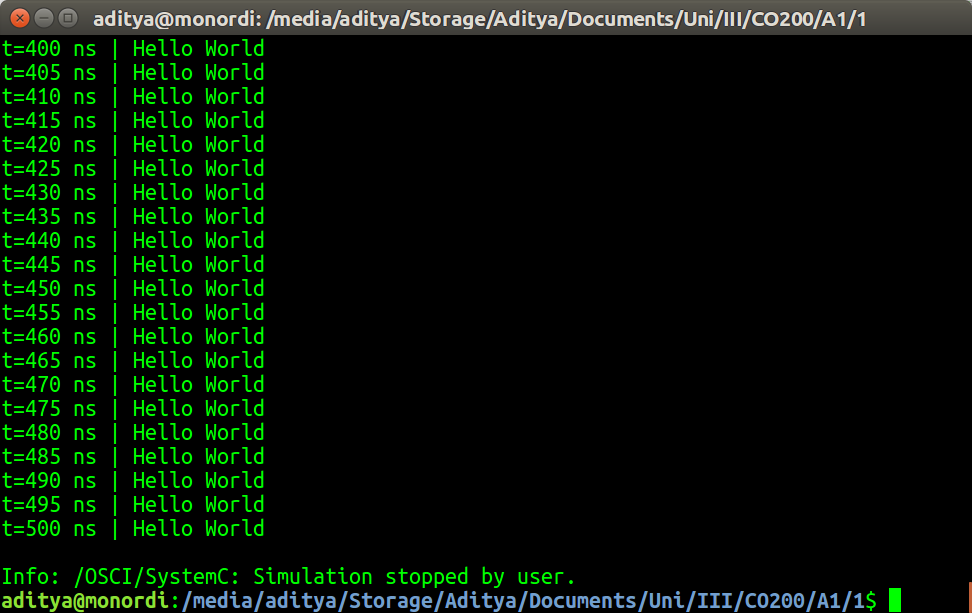 aditya@monordi: /media/aditya/Storage/Aditya/Documents/Uni/III/CO200/A1/1
t=400 ns | Hello World
t=405 ns | Hello World
t=410 ns | Hello World
t=415 ns | Hello World
t=420 ns | Hello World
t=425 ns | Hello World
t=430 ns | Hello World
t=435 ns | Hello World
t=440 ns | Hello World
t=445 ns | Hello World
t=450 ns | Hello World
t=455 ns | Hello World
t=460 ns | Hello World
t=465 ns | Hello World
t=470 ns | Hello World
t=475 ns | Hello World
t=480 ns | Hello World
t=485 ns | Hello World
t=490 ns | Hello World
t=495 ns | Hello World
t=500 ns | Hello World
Info: /OSCI/SystemC: Simulation stopped by user.
aditya@monordi:/media/aditya/Storage/Aditya/Documents/Uni/III/CO200/A1/1$